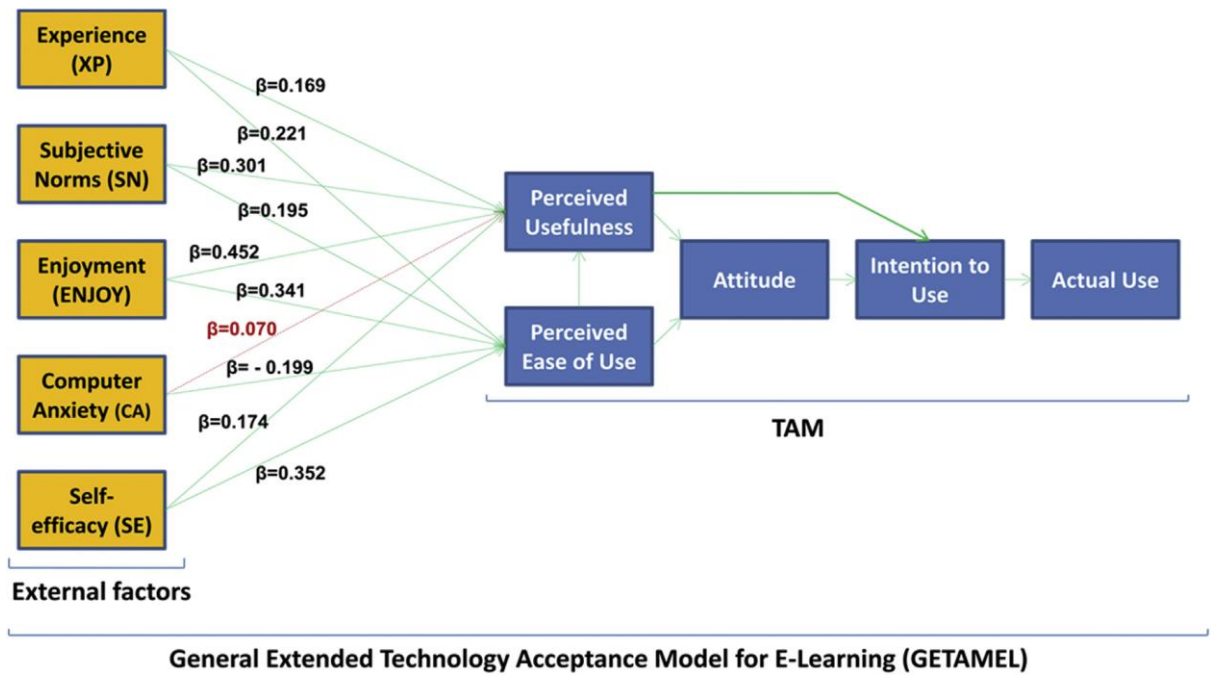 Experience
(XP)
β=0.169
β=0.221
Subjective
Norms (SN)
β=0.301
β=0.195
Enjoyment
(ENJOY)
β=0.452
β=0.341
β=0.070
Computer
Anxiety (CA)
β= - 0.199
β=0.174
Self-
efficacy (SE)
β=0.352
External factors
Perceived
Usefulness
Perceived
Ease of Use
Attitude
Intention to
Use
Actual Use
TAM
General Extended Technology Acceptance Model for E-Learning (GETAMEL)